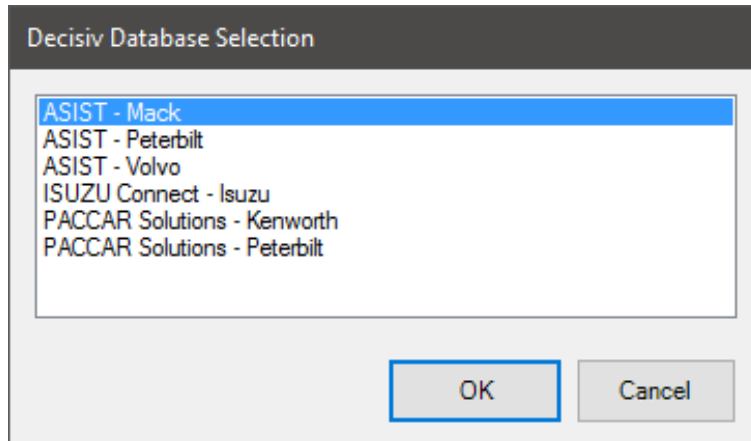 Decisiv Database Selection
ASIST - Mack
ASIST - Peterbilt
ASIST - Volvo
ISUZU Connect - Isuzu
PACCAR Solutions - Kenworth
PACCAR Solutions - Peterbilt
OK
Cancel